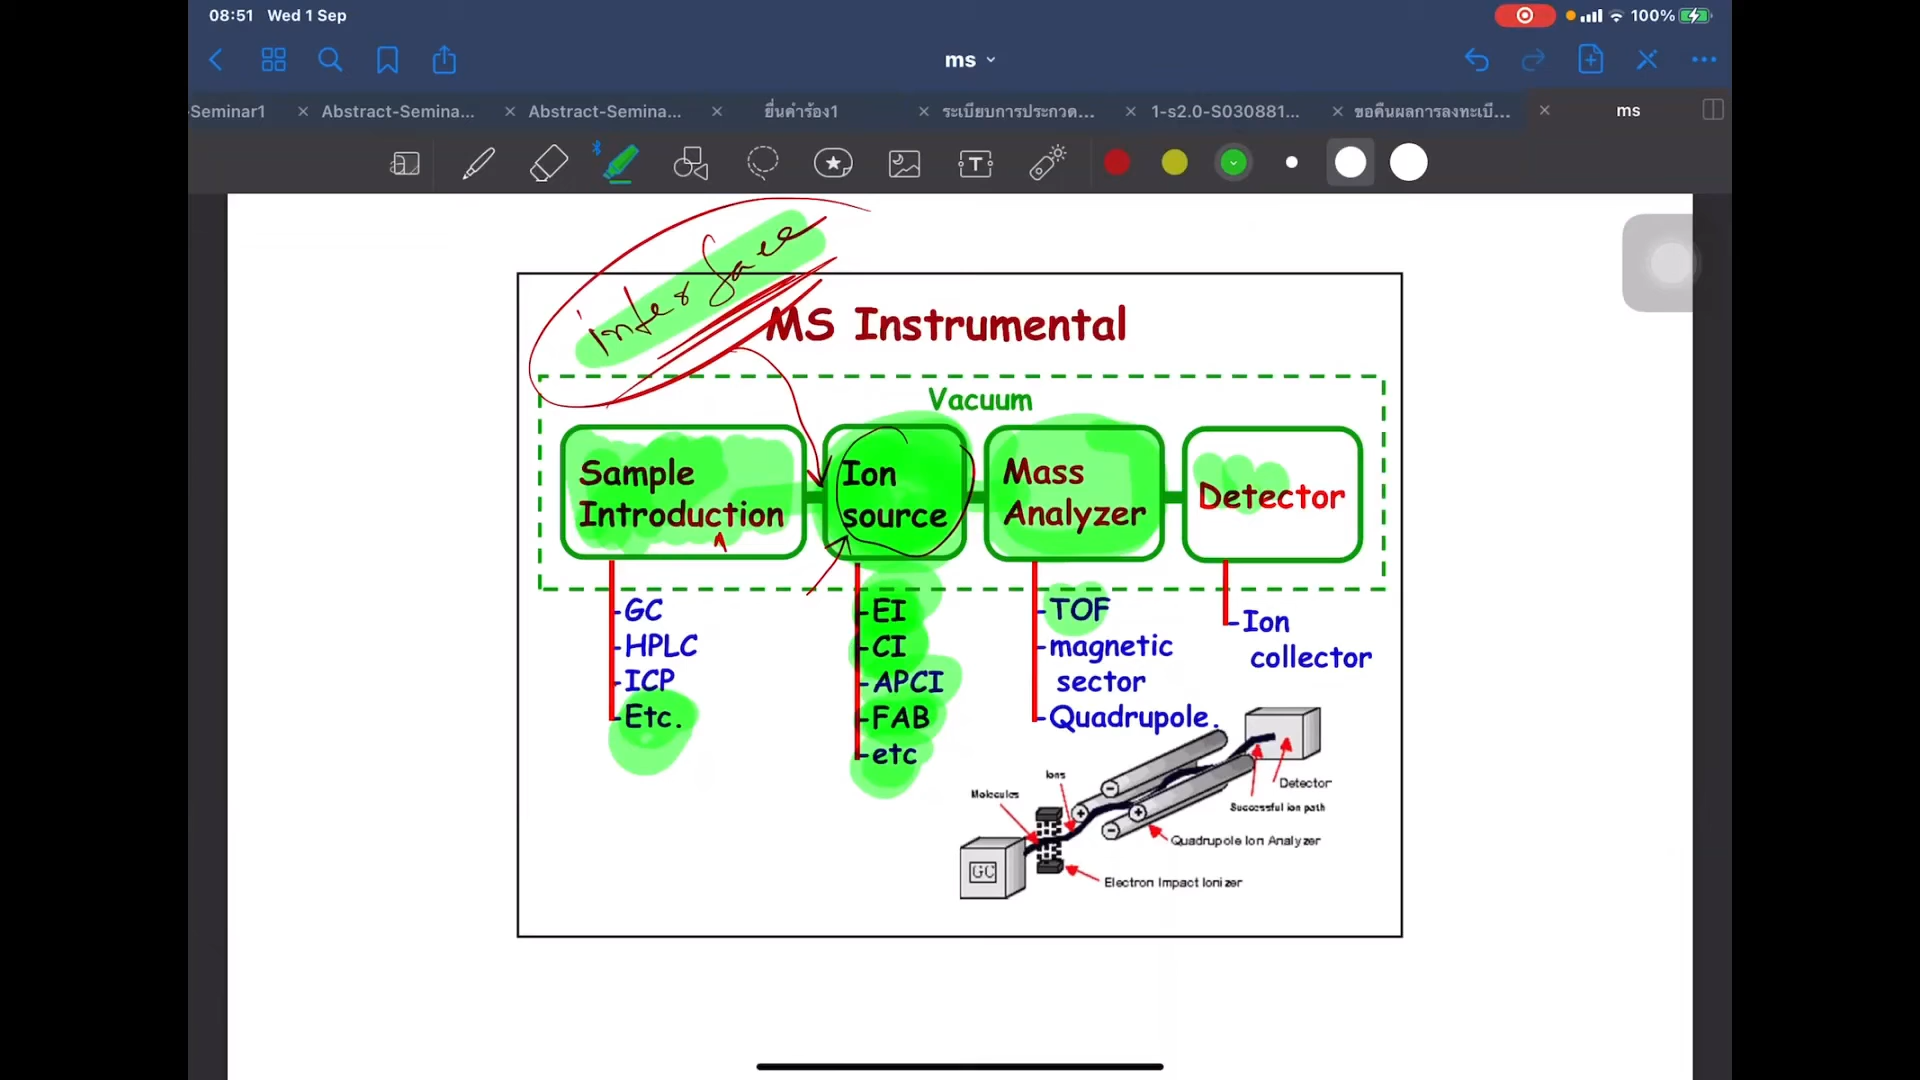 08:51 Wed 1 Sep
100%
ms
Seminar1
Abstract-Semina...
Abstract-Semina...
ยื่นคำร้อง1
ระเบียบการประกวด...
1-s2.0-S030881...
ขอคืนผลการลงทะเบี...
ms
interface
MS Instrumental
Vacuum
Sample
Introduction
Ion
source
Mass
Analyzer
Detector
-GC
-HPLC
-ICP
-Etc.
-EI
-CI
-APCI
-FAB
-etc
-TOF
-magnetic
sector
-Quadrupole.
-Ion
collector
Molecules
Ions
Detector
Successful ion path
Quadrupole Ion Analyzer
Electron Impact Ionizer
GC